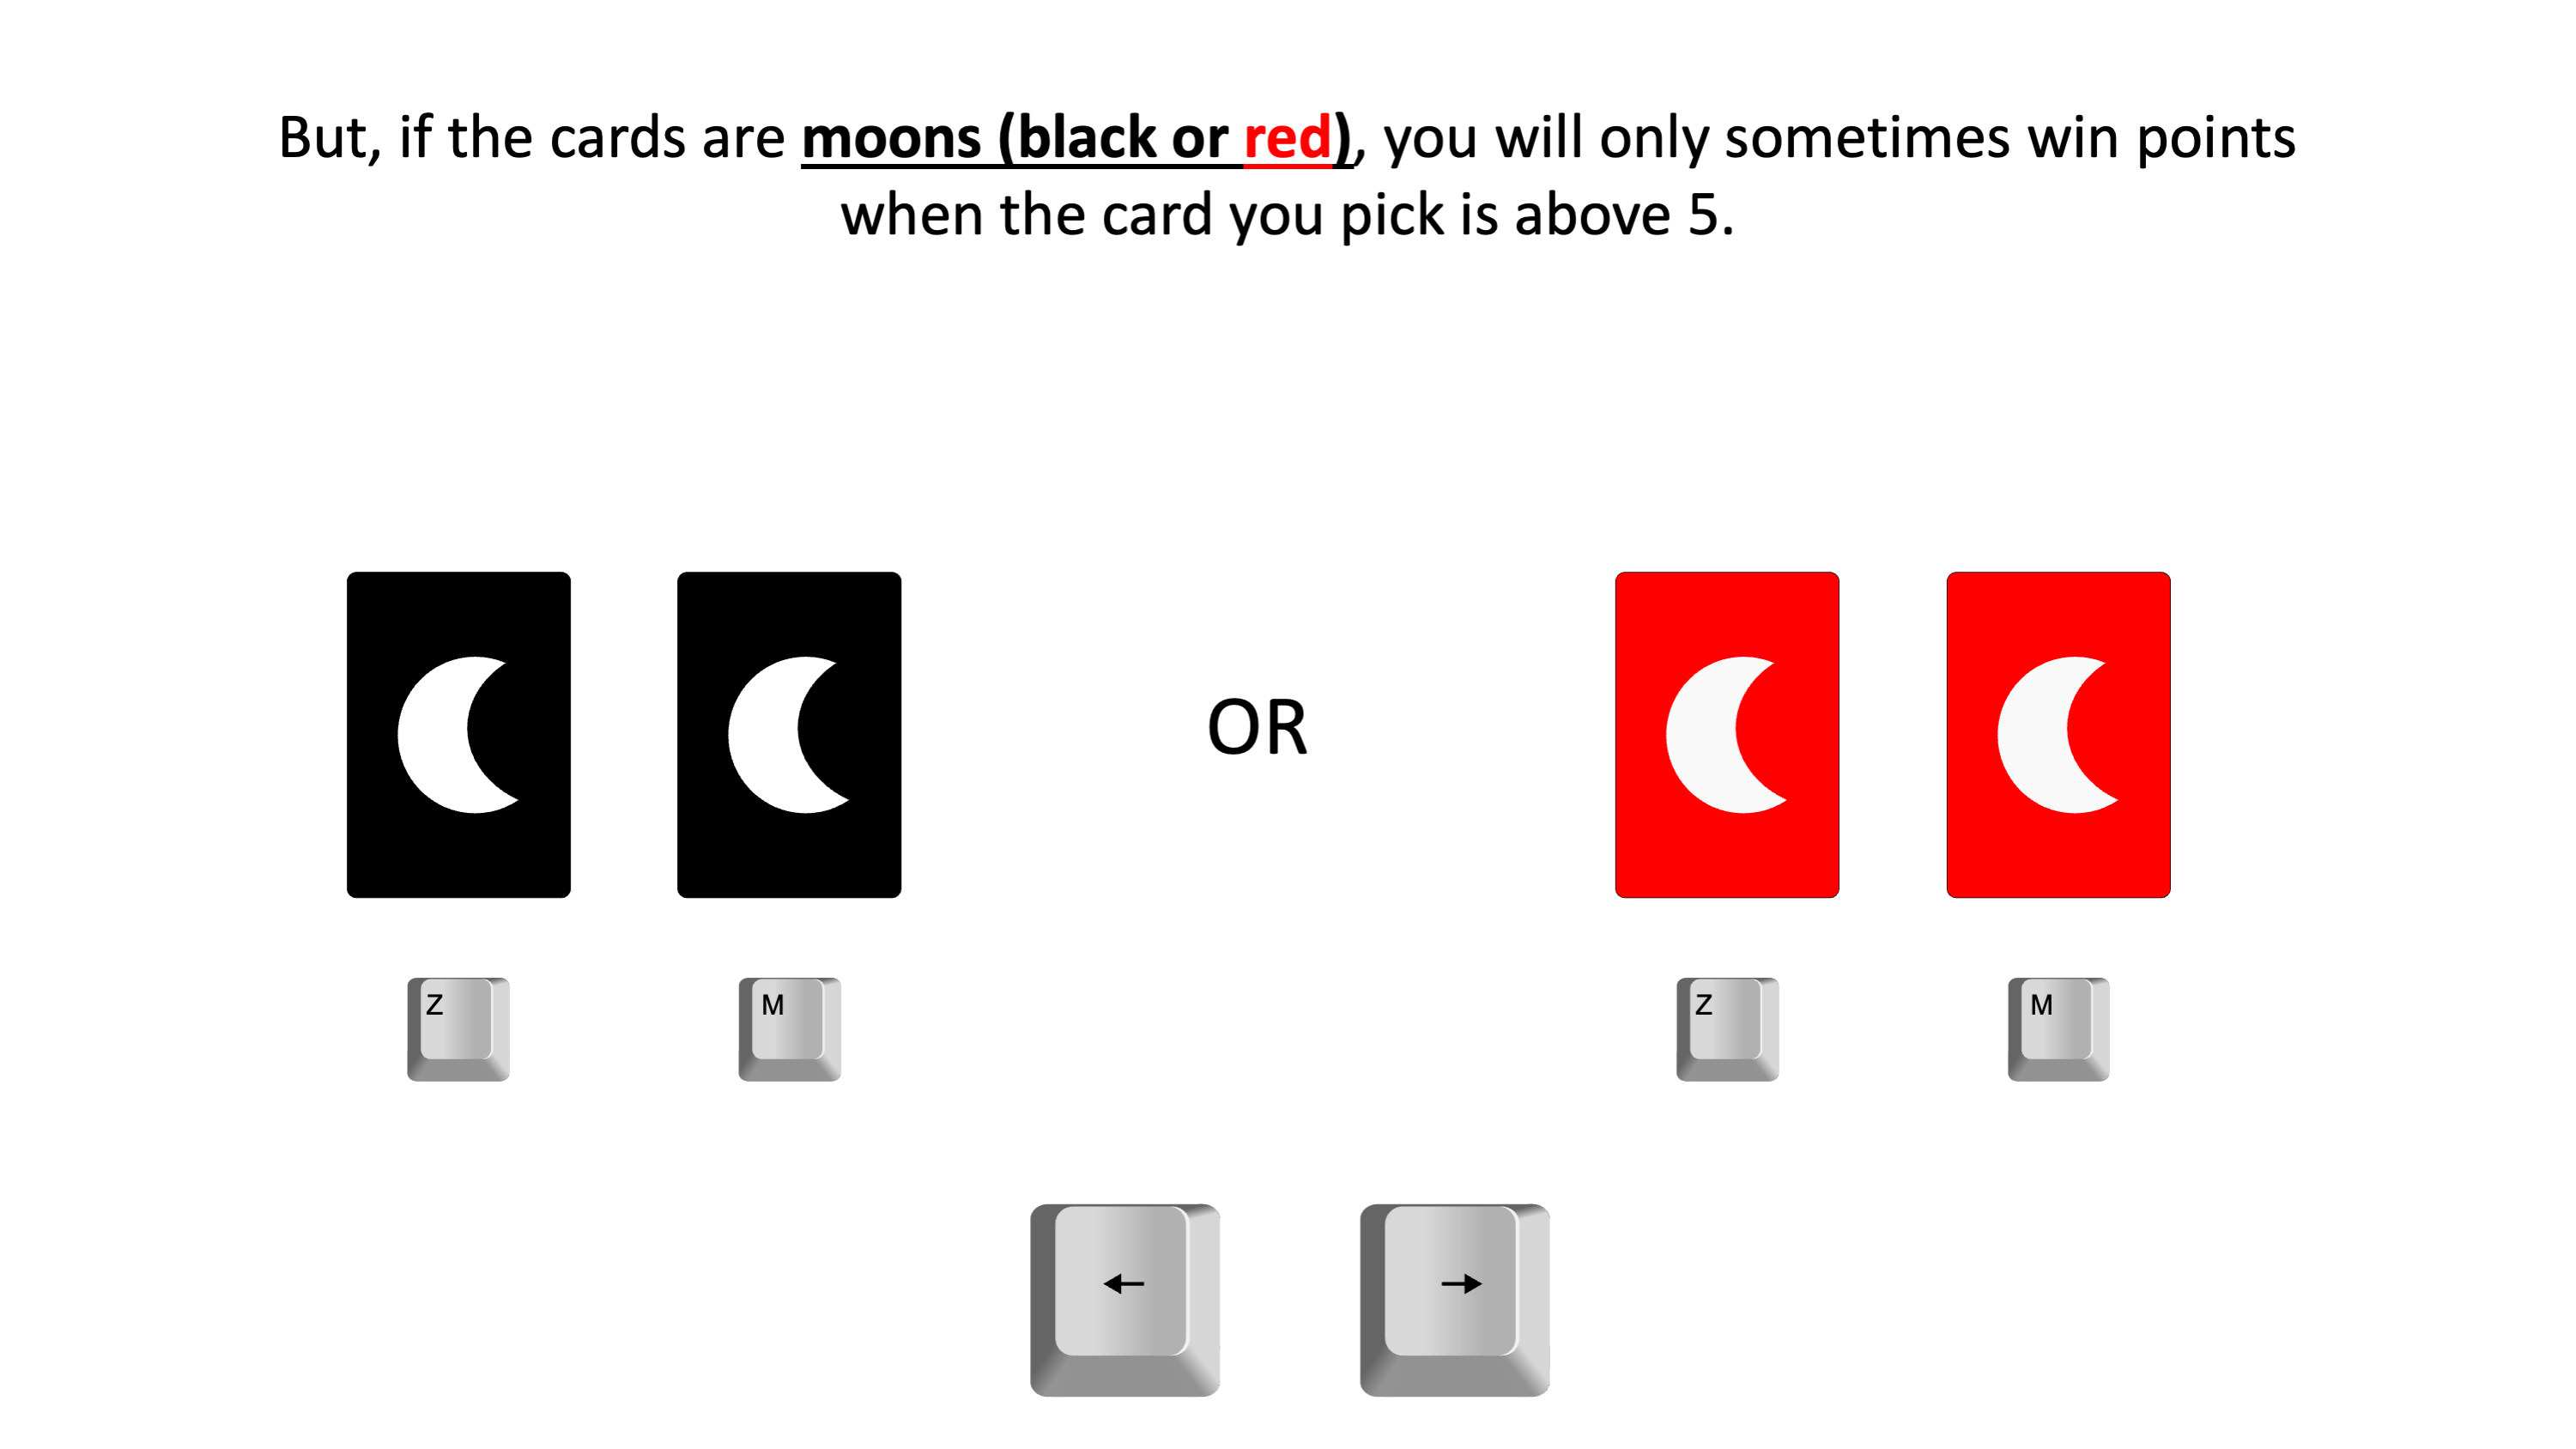 But, if the cards are moons (black or red), you will only sometimes win points
when the card you pick is above 5.
OR
Z M Z M
← →